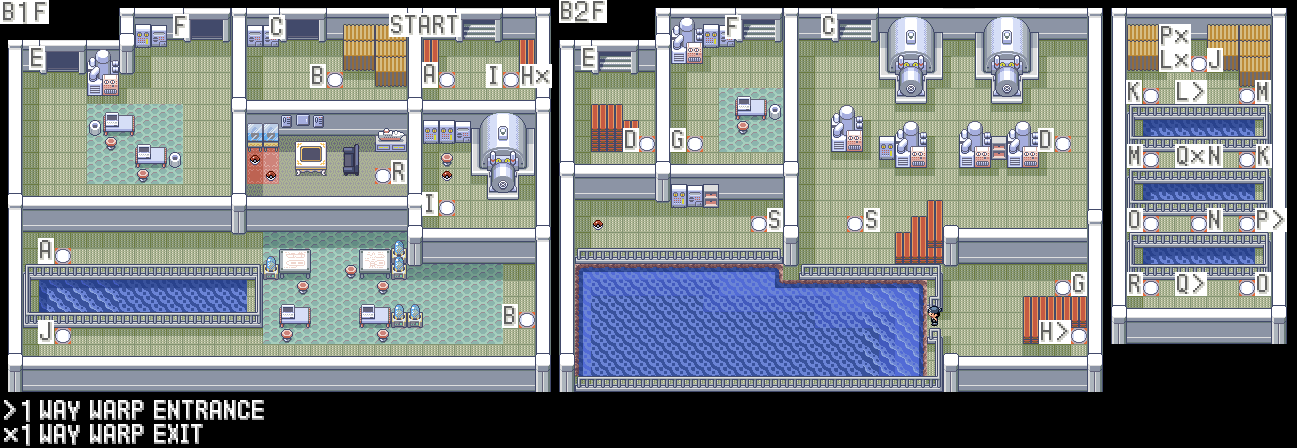 B1F
F
C
START
E
B
A
I
H×
R
I
A
J
B
B2F
F
C
E
D
G
D
S
S
G
H>
P×
L×
J
K
L>
M
M
Q×
N
K
O
N
P>
R
Q>
O
>1 WAY WARP ENTRANCE
×1 WAY WARP EXIT